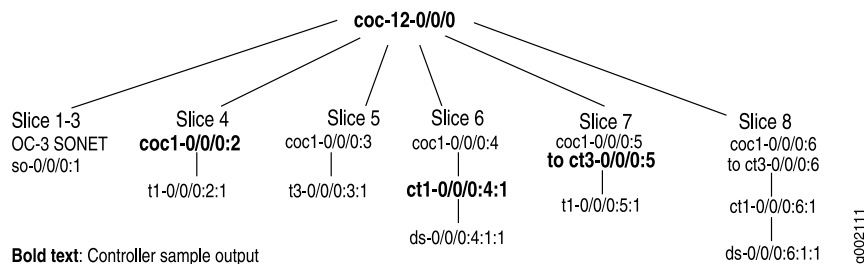 coc-12-0/0/0
Slice 1-3
OC-3 SONET
so-0/0/0:1
Slice 4
coc1-0/0/0:2
t1-0/0/0:2:1
Slice 5
coc1-0/0/0:3
t3-0/0/0:3:1
Slice 6
coc1-0/0/0:4
ct1-0/0/0:4:1
ds-0/0/0:4:1:1
Slice 7
coc1-0/0/0:5
to ct3-0/0/0:5
t1-0/0/0:5:1
Slice 8
coc1-0/0/0:6
to ct3-0/0/0:6
ct1-0/0/0:6:1
ds-0/0/0:6:1:1
Bold text: Controller sample output
g002111